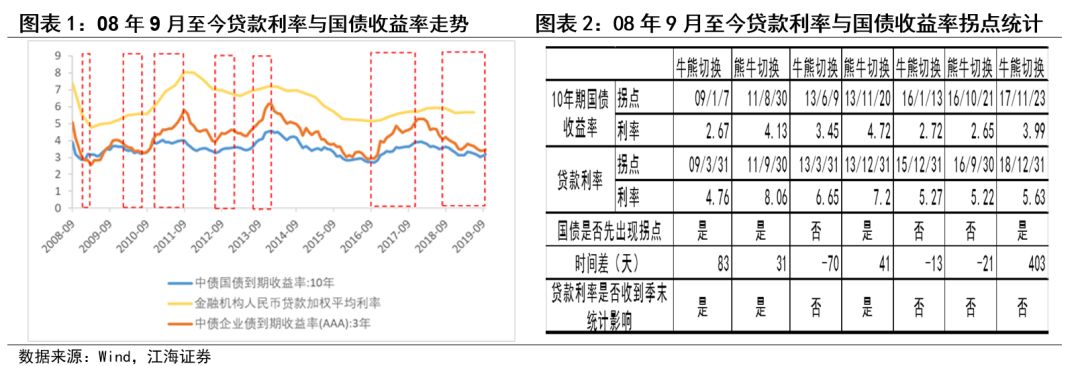 图表 1：08 年 9 月至今贷款利率与国债收益率走势
9
8
7
6
5
4
3
2
1
0
2008-09
2009-09
2010-09
2011-09
2012-09
2013-09
2014-09
2015-09
2016-09
2017-09
2018-09
2019-09
中债国债到期收益率:10年
金融机构人民币贷款加权平均利率
中债企业债到期收益率(AAA):3年
图表 2：08 年 9 月至今贷款利率与国债收益率拐点统计
牛熊切换 熊牛切换 牛熊切换 熊牛切换 牛熊切换 牛熊切换 熊牛切换
10年期国债收益率 拐点 09/1/7 11/8/30 13/6/9 13/11/20 16/1/13 16/10/21 17/11/23
利率 2.67 4.13 3.45 4.72 2.72 2.65 3.99
贷款利率 拐点 09/3/31 11/9/30 13/3/31 13/12/31 15/12/31 16/9/30 18/12/31
利率 4.76 8.06 6.65 7.2 5.27 5.22 5.63
国债是否先出现拐点 是 是 否 是 否 否 是
时间差（天） 83 31 -70 41 -13 -21 403
贷款利率是否收到季末统计影响 是 是 否 是 否 否 否
数据来源：Wind，江海证券